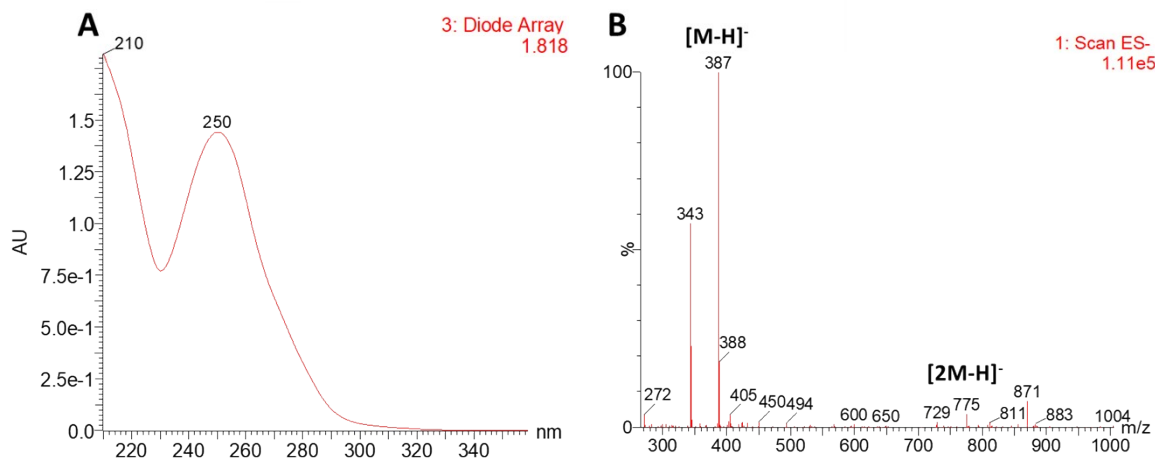 A
3: Diode Array
1.818
210
250
1.5
1.25
1.0
7.5e-1
5.0e-1
2.5e-1
0.0
AU
220 240 260 280 300 320 340 nm
B
[M-H]-
1: Scan ES-
1.11e5
387
100
343
%
388
[2M-H]-
272
405
450
494
600
650
729
775
811
871
883
1004
0
300 400 500 600 700 800 900 1000 m/z